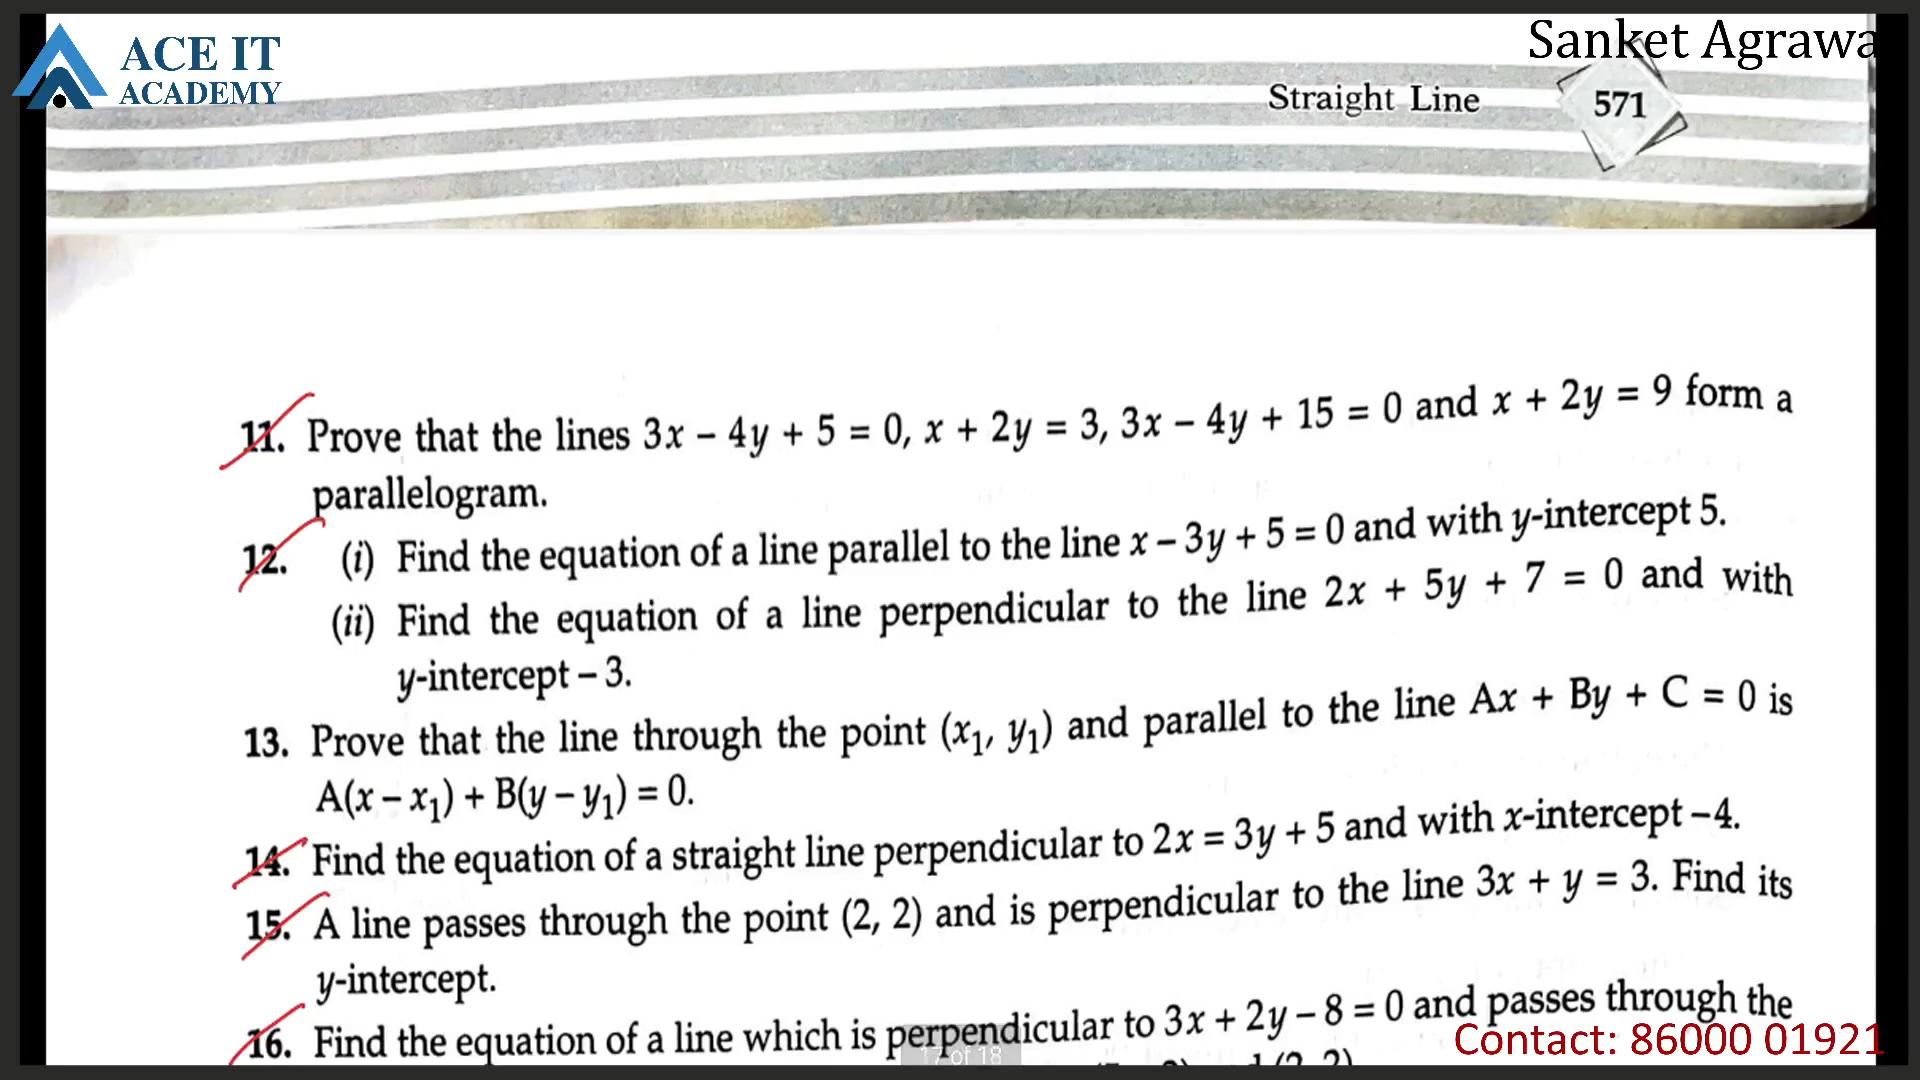 ACE IT
ACADEMY
Sanket Agrawa
Straight Line 571
11. Prove that the lines 3x – 4y + 5 = 0, x + 2y = 3, 3x – 4y + 15 = 0 and x + 2y = 9 form a
parallelogram.
12. (i) Find the equation of a line parallel to the line x – 3y + 5 = 0 and with y-intercept 5.
(ii) Find the equation of a line perpendicular to the line 2x + 5y + 7 = 0 and with
y-intercept – 3.
13. Prove that the line through the point (x₁, y₁) and parallel to the line Ax + By + C = 0 is
A(x – x₁) + B(y – y₁) = 0.
14. Find the equation of a straight line perpendicular to 2x = 3y + 5 and with x-intercept –4.
15. A line passes through the point (2, 2) and is perpendicular to the line 3x + y = 3. Find its
y-intercept.
16. Find the equation of a line which is perpendicular to 3x + 2y – 8 = 0 and passes through the
17 of 18
Contact: 86000 01921